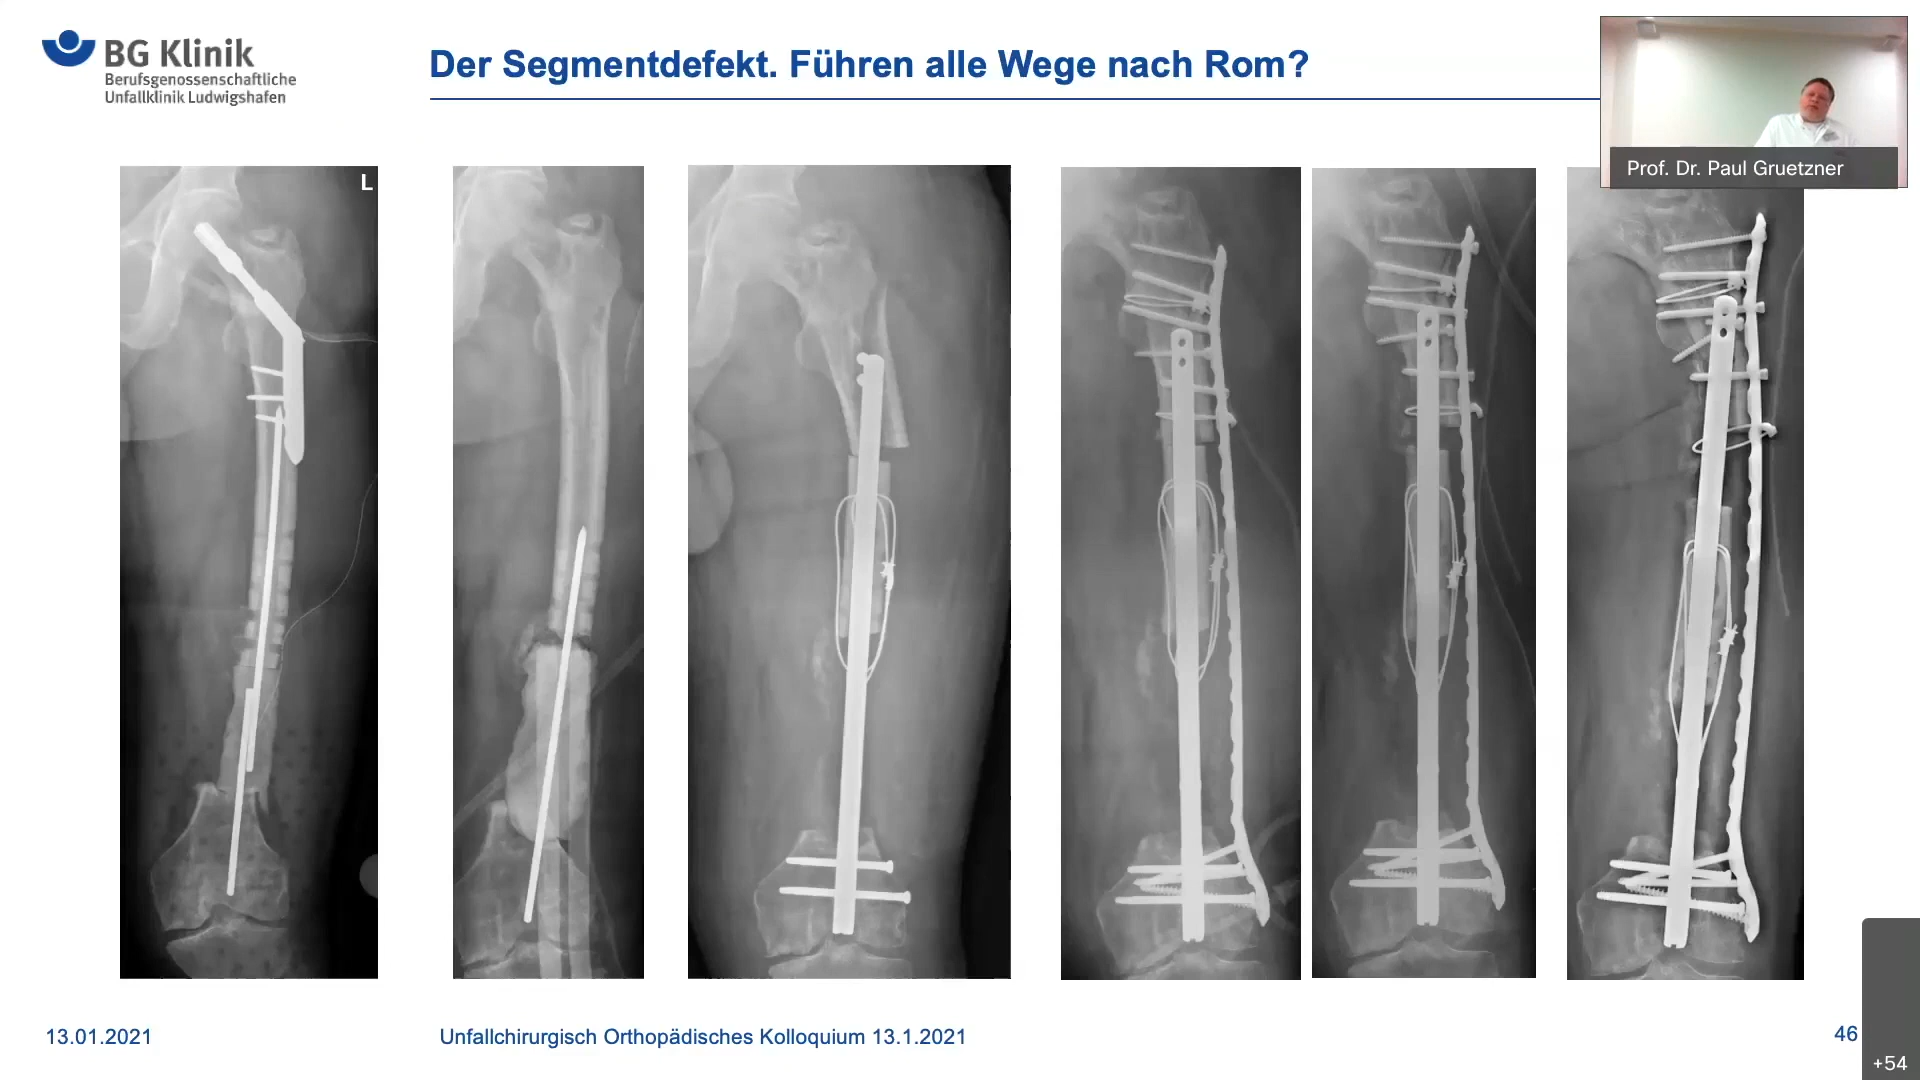 BG Klinik
Berufsgenossenschaftliche
Unfallklinik Ludwigshafen
Der Segmentdefekt. Führen alle Wege nach Rom?
Prof. Dr. Paul Gruetzner
L
13.01.2021
Unfallchirurgisch Orthopädisches Kolloquium 13.1.2021
46
+54